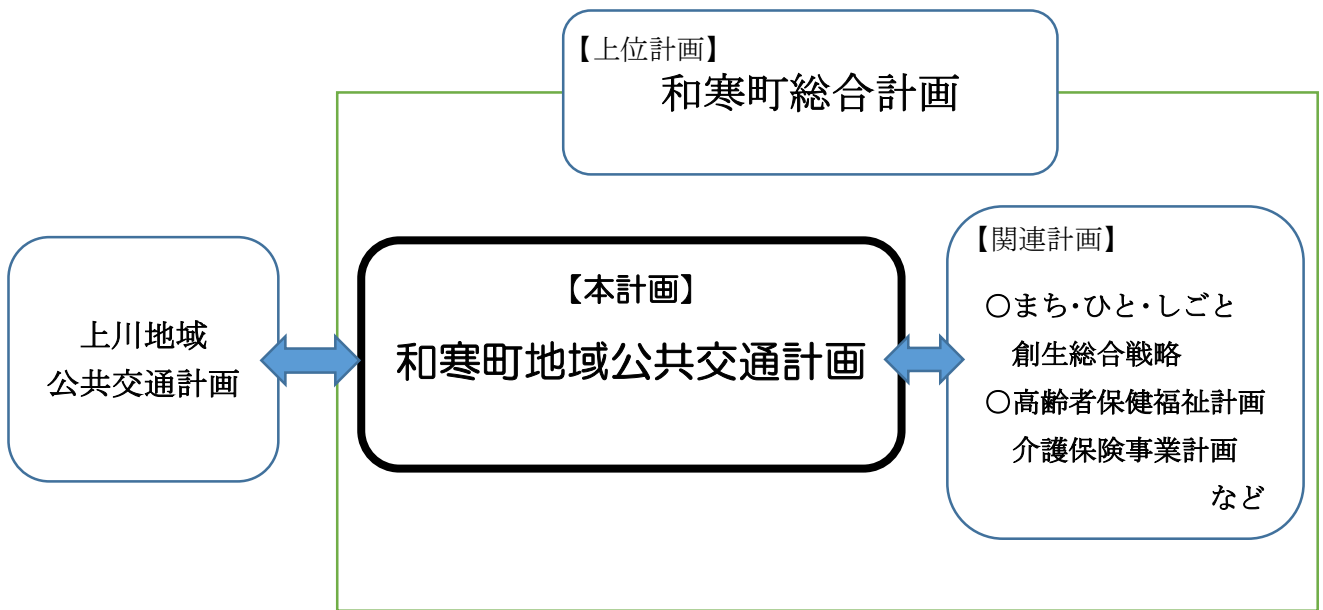 【上位計画】
和寒町総合計画
上川地域
公共交通計画
【本計画】
和寒町地域公共交通計画
【関連計画】
○まち・ひと・しごと
創生総合戦略
○高齢者保健福祉計画
介護保険事業計画
など